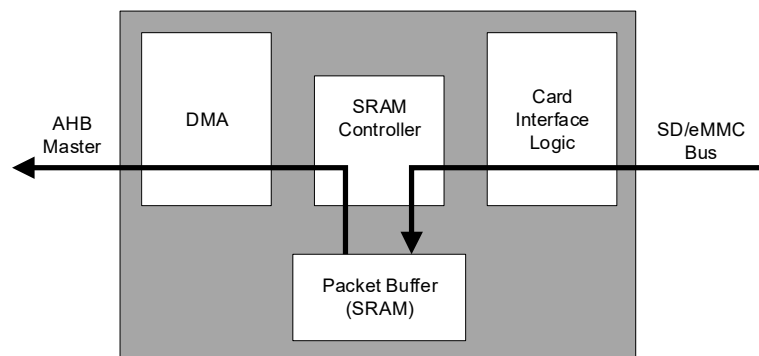 AHB
Master
DMA
SRAM
Controller
Card
Interface
Logic
SD/eMMC
Bus
Packet Buffer
(SRAM)